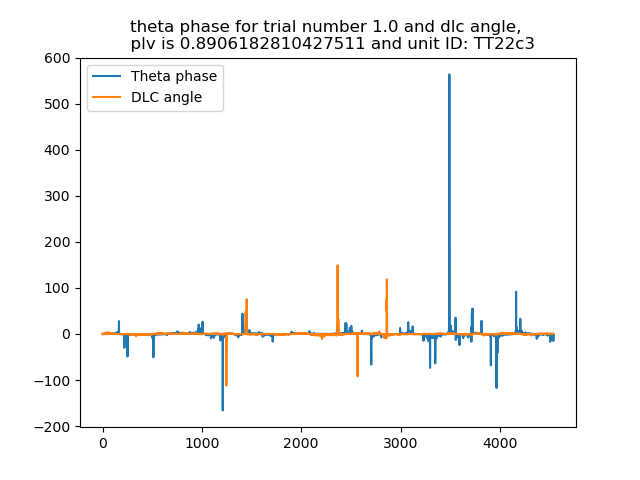 theta phase for trial number 1.0 and dlc angle,
plv is 0.8906182810427511 and unit ID: TT22c3
600
500
400
300
200
100
0
−100
−200
Theta phase
DLC angle
0 1000 2000 3000 4000